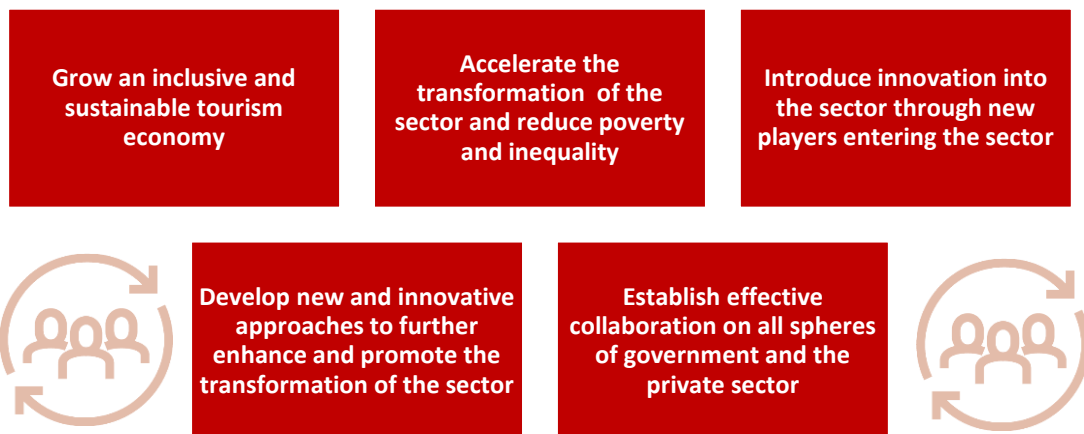 Grow an inclusive and
sustainable tourism
economy
Accelerate the
transformation of the
sector and reduce poverty
and inequality
Introduce innovation into
the sector through new
players entering the sector
Develop new and innovative
approaches to further
enhance and promote the
transformation of the sector
Establish effective
collaboration on all spheres
of government and the
private sector